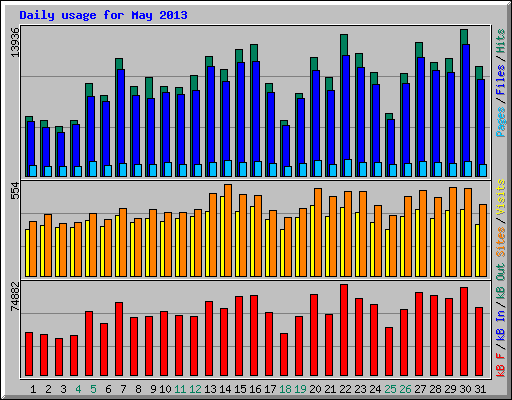 Daily usage for May 2013
13936
Pages / Files / Hits
554
Sites / Visits
74882
kB F / kB In / kB Out
1 2 3 4 5 6 7 8 9 10 11 12 13 14 15 16 17 18 19 20 21 22 23 24 25 26 27 28 29 30 31